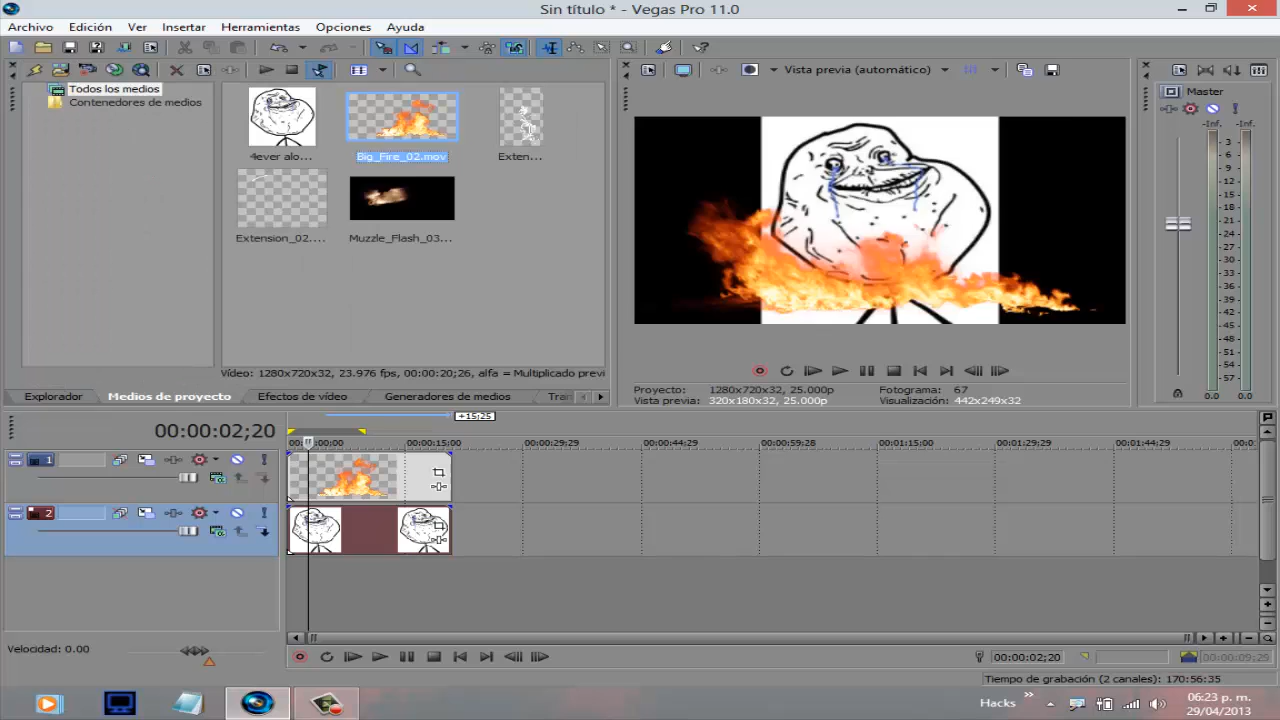 Sin título * - Vegas Pro 11.0
Archivo Edición Ver Insertar Herramientas Opciones Ayuda
Todos los medios
Contenedores de medios
4ever alo...
Big_Fire_02.mov
Exten...
Extension_02....
Muzzle_Flash_03...
Vídeo: 1280x720x32, 23.976 fps, 00:00:20;26, alfa = Multiplicado previ
Explorador Medios de proyecto Efectos de vídeo Generadores de medios Tran
Vista previa (automático)
Proyecto: 1280x720x32, 25.000p Fotograma: 67
Vista previa: 320x180x32, 25.000p Visualización: 442x249x32
Master
-Inf. -Inf.
3
6
9
12
15
18
21
24
27
30
33
36
39
42
45
48
51
54
57
0.0 0.0
+15;25
00:00:02;20
00:00:00 00:00:15:00 00:00:29;29 00:00:44;29 00:00:59;28 00:01:15:00 00:01:29;29 00:01:44;29 00:0
1
2
Velocidad: 0.00
00:00:02;20 00:00:09;29
Tiempo de grabación (2 canales): 170:56:35
Hacks
06:23 p. m.
29/04/2013